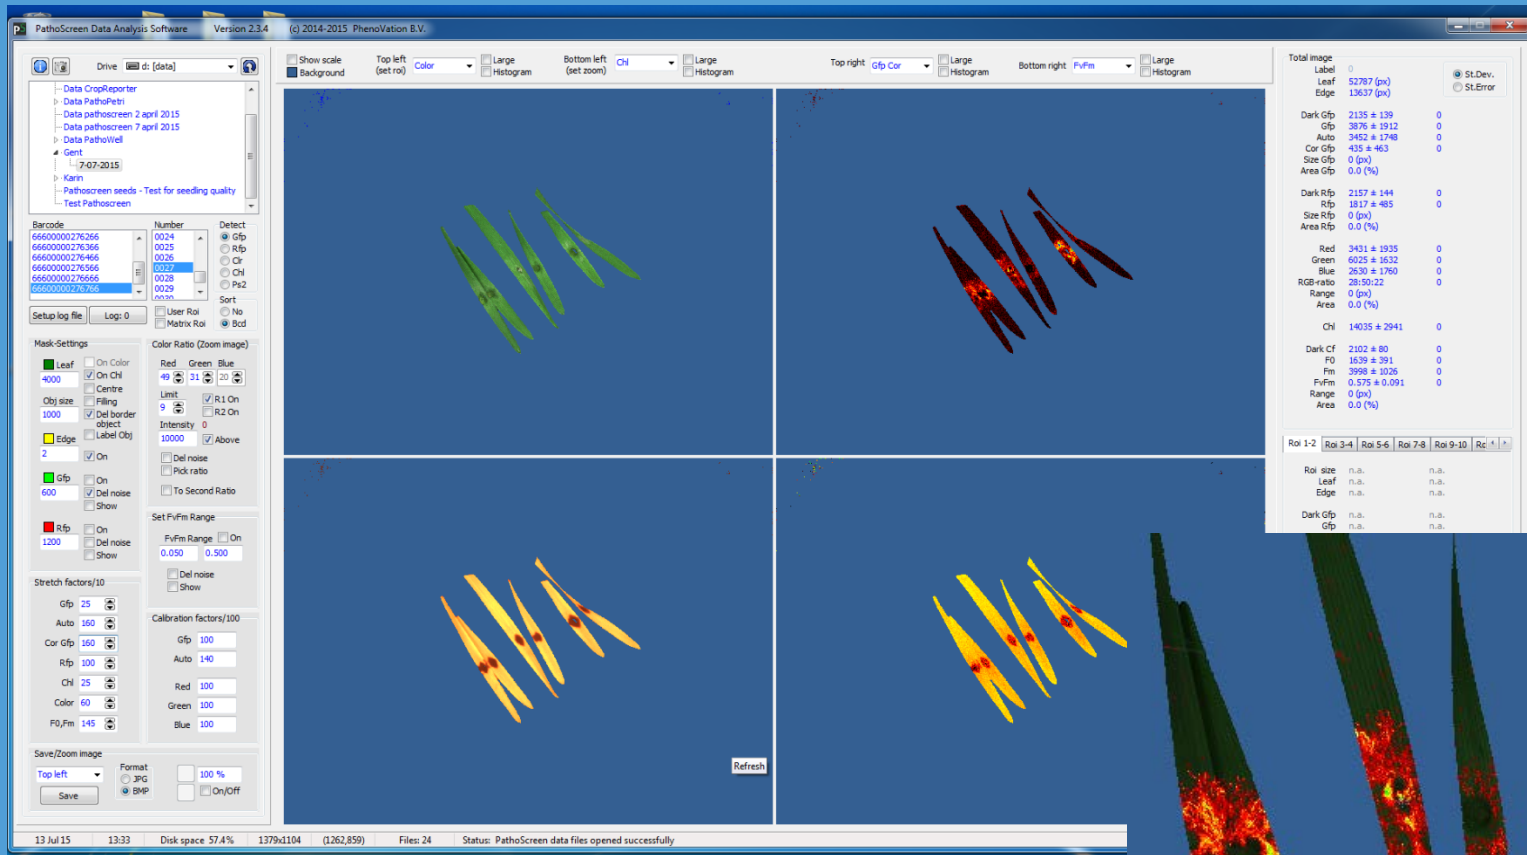 PathoScreen Data Analysis Software Version 2.3.4 (c) 2014-2015 PhenoVation B.V.
Drive d: [data]
Data CropReporter
Data PathoPetri
Data pathoscreen 2 april 2015
Data pathoscreen 7 april 2015
Data PathoWell
Gent
7-07-2015
Karin
Pathoscreen seeds - Test for seedling quality
Test Pathoscreen
Barcode Number Detect
66600000276266 0024 Gfp
66600000276366 0025 Rfp
66600000276466 0026 Clr
66600000276566 0027 Chl
66600000276666 0028 Ps2
66600000276766 0029
0030
Sort
No
Bcd
Setup log file Log: 0 User Roi
Matrix Roi
Mask-Settings
Leaf On Color
4000 On Chl
Centre
Obj size Filling
1000 Del border
object
Edge Label Obj
2 On
Gfp On
600 Del noise
Show
Rfp On
1200 Del noise
Show
Color Ratio (Zoom image)
Red Green Blue
49 31 20
Limit R1 On
9 R2 On
Intensity 0
10000 Above
Del noise
Pick ratio
To Second Ratio
Set FvFm Range
FvFm Range On
0.050 0.500
Del noise
Show
Stretch factors/10
Gfp 25
Auto 160
Cor Gfp 160
Rfp 100
Chl 25
Color 60
F0,Fm 145
Calibration factors/100
Gfp 100
Auto 140
Red 100
Green 100
Blue 100
Save/Zoom image
Top left Format 100 %
JPG
Save BMP On/Off
Show scale
Background
Top left
(set roi) Color Large
Histogram
Bottom left
(set zoom) Chl Large
Histogram
Top right Gfp Cor Large
Histogram
Bottom right FvFm Large
Histogram
Refresh
Total image
Label 0
Leaf 52787 (px)
Edge 13637 (px)
St.Dev.
St.Error
Dark Gfp 2135 ± 139 0
Gfp 3876 ± 1912 0
Auto 3452 ± 1748 0
Cor Gfp 435 ± 463 0
Size Gfp 0 (px)
Area Gfp 0.0 (%)
Dark Rfp 2157 ± 144 0
Rfp 1817 ± 485 0
Size Rfp 0 (px)
Area Rfp 0.0 (%)
Red 3431 ± 1935 0
Green 6025 ± 1632 0
Blue 2630 ± 1760 0
RGB-ratio 28:50:22 0
Range 0 (px)
Area 0.0 (%)
Chl 14035 ± 2941 0
Dark Cf 2102 ± 80 0
F0 1639 ± 391 0
Fm 3998 ± 1026 0
FvFm 0.575 ± 0.091 0
Range 0 (px)
Area 0.0 (%)
Roi 1-2 Roi 3-4 Roi 5-6 Roi 7-8 Roi 9-10 Rc
Roi size n.a. n.a.
Leaf n.a. n.a.
Edge n.a. n.a.
Dark Gfp n.a. n.a.
Gfp n.a. n.a.
13 Jul 15 13:33 Disk space 57.4% 1379x1104 (1262,859) Files: 24 Status: PathoScreen data files opened successfully